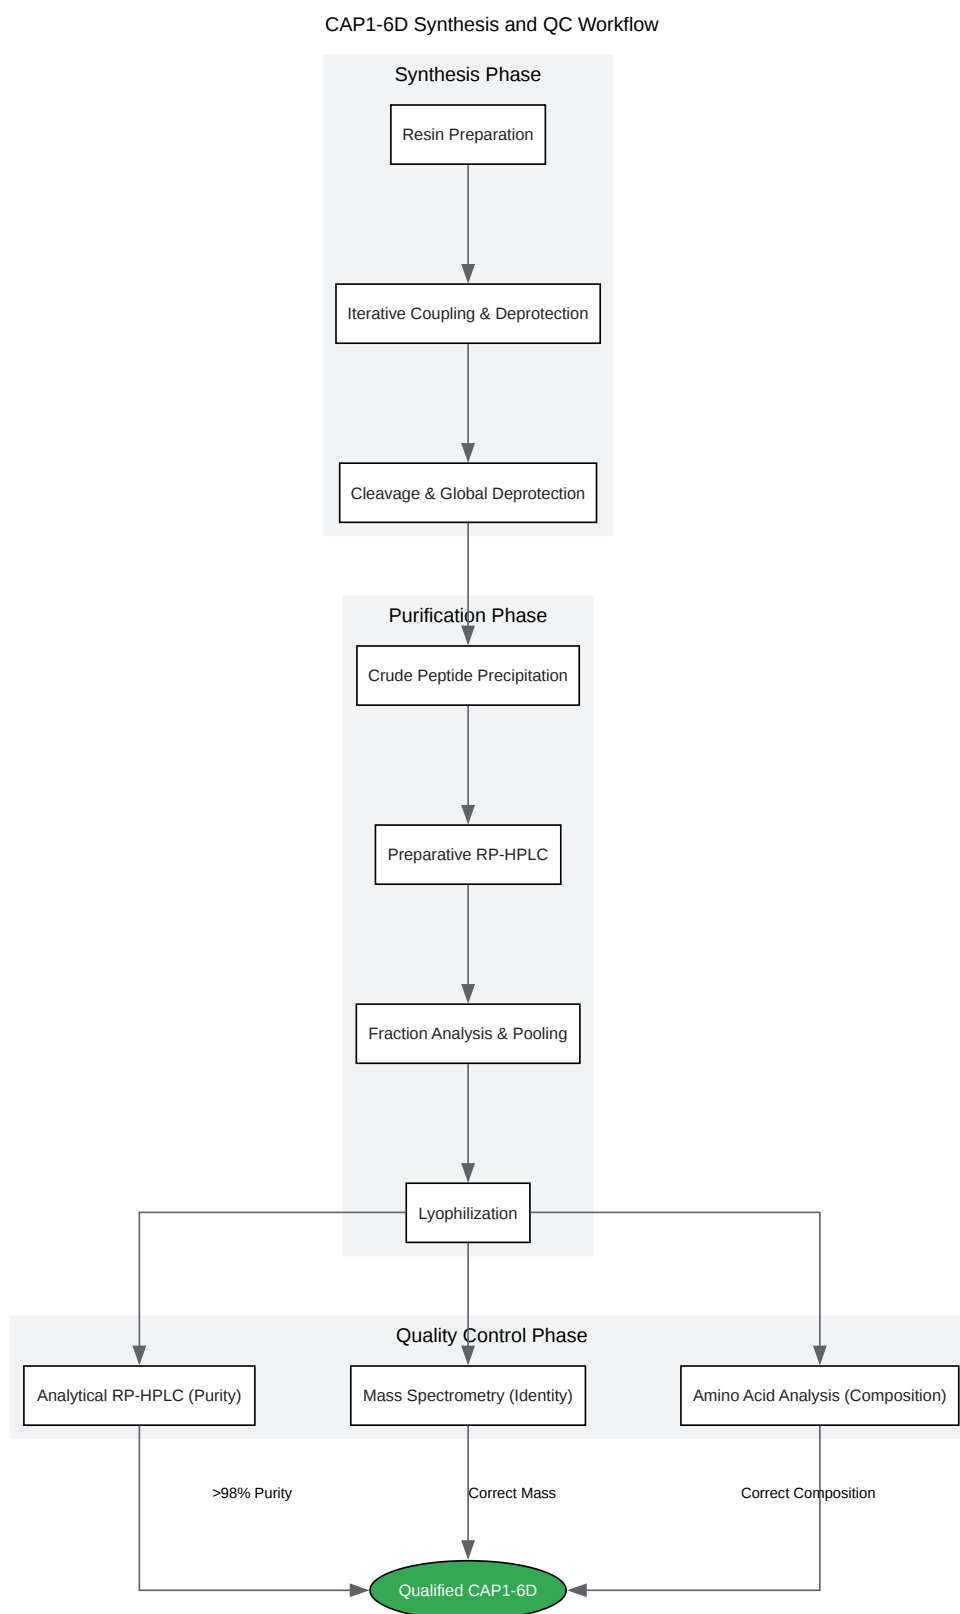 CAP1-6D Synthesis and QC Workflow
Synthesis Phase
Resin Preparation
Iterative Coupling & Deprotection
Cleavage & Global Deprotection
Purification Phase
Crude Peptide Precipitation
Preparative RP-HPLC
Fraction Analysis & Pooling
Lyophilization
Quality Control Phase
Analytical RP-HPLC (Purity)
Mass Spectrometry (Identity)
Amino Acid Analysis (Composition)
>98% Purity
Correct Mass
Correct Composition
Qualified CAP1-6D